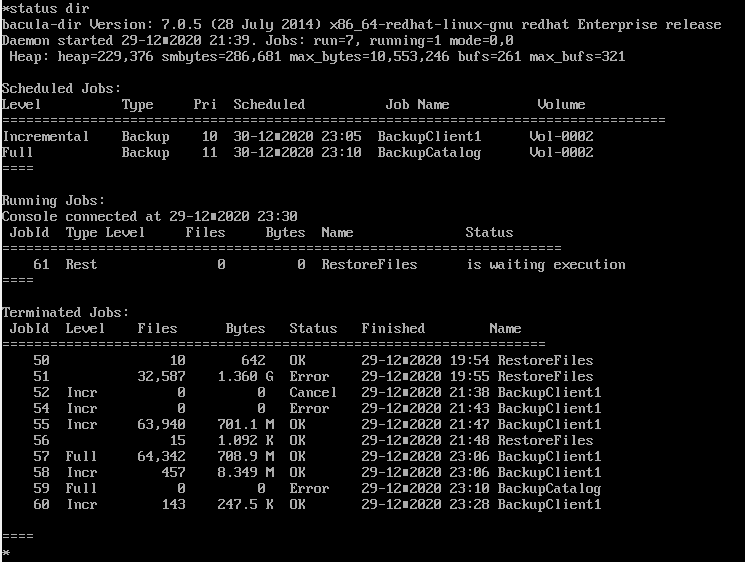 *status dir
bacula-dir Version: 7.0.5 (28 July 2014) x86_64-redhat-linux-gnu redhat Enterprise release
Daemon started 29-12■2020 21:39. Jobs: run=7, running=1 mode=0,0
 Heap: heap=229,376 smbytes=286,681 max_bytes=10,553,246 bufs=261 max_bufs=321

Scheduled Jobs:
Level          Type     Pri  Scheduled          Job Name           Volume
===================================================================================
Incremental    Backup    10  30-12■2020 23:05  BackupClient1      Vol-0002
Full           Backup    11  30-12■2020 23:10  BackupCatalog      Vol-0002
====

Running Jobs:
Console connected at 29-12■2020 23:30
 JobId  Type Level     Files     Bytes  Name              Status
======================================================================
    61  Rest               0         0  RestoreFiles      is waiting execution
====

Terminated Jobs:
 JobId  Level    Files      Bytes   Status   Finished        Name
====================================================================
    50              10       642   OK       29-12■2020 19:54 RestoreFiles
    51          32,587    1.360 G  Error    29-12■2020 19:55 RestoreFiles
    52  Incr         0         0   Cancel   29-12■2020 21:38 BackupClient1
    54  Incr         0         0   Error    29-12■2020 21:43 BackupClient1
    55  Incr    63,940    701.1 M  OK       29-12■2020 21:47 BackupClient1
    56              15    1.092 K  OK       29-12■2020 21:48 RestoreFiles
    57  Full    64,342    708.9 M  OK       29-12■2020 23:06 BackupClient1
    58  Incr       457    8.349 M  OK       29-12■2020 23:06 BackupClient1
    59  Full         0         0   Error    29-12■2020 23:10 BackupCatalog
    60  Incr       143    247.5 K  OK       29-12■2020 23:28 BackupClient1

====
*